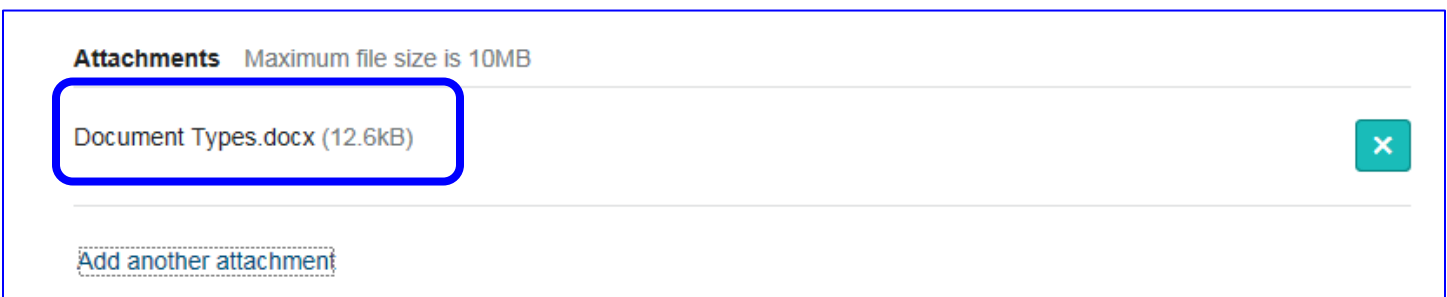 Attachments Maximum file size is 10MB
Document Types.docx (12.6kB)
Add another attachment